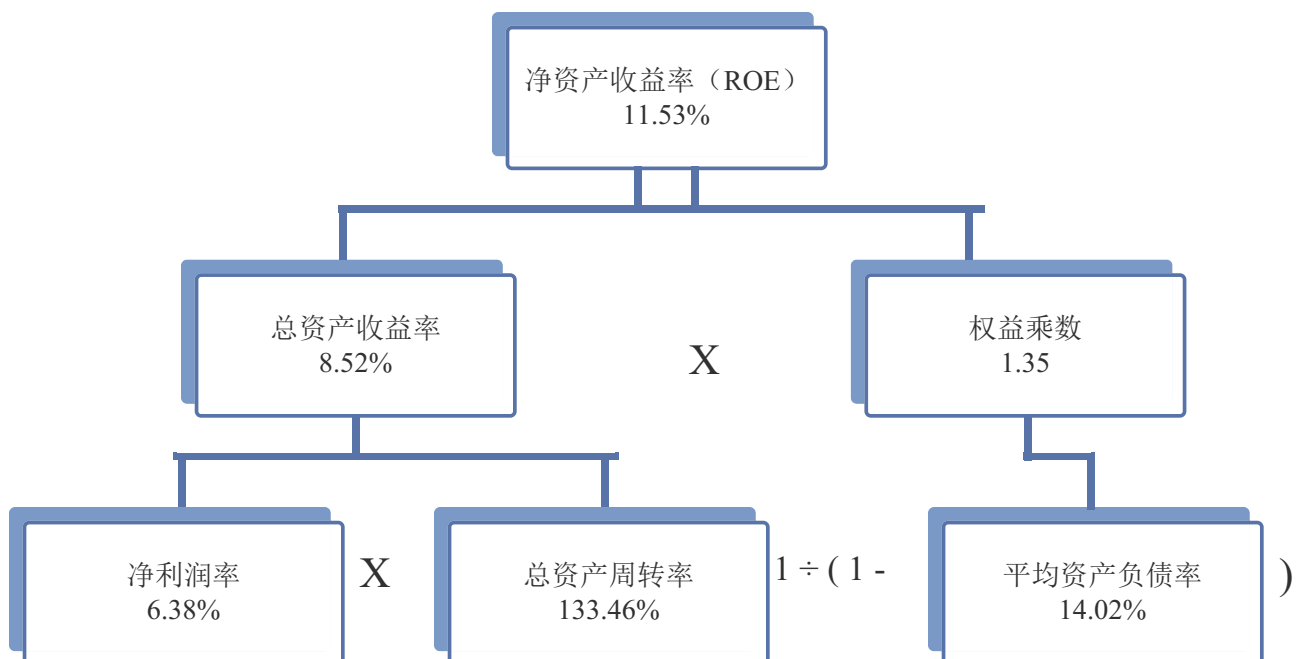 净资产收益率（ROE）
11.53%
总资产收益率
8.52%
X
权益乘数
1.35
净利润率
6.38%
X
总资产周转率
133.46%
1 ÷ ( 1 -
平均资产负债率
14.02%
)